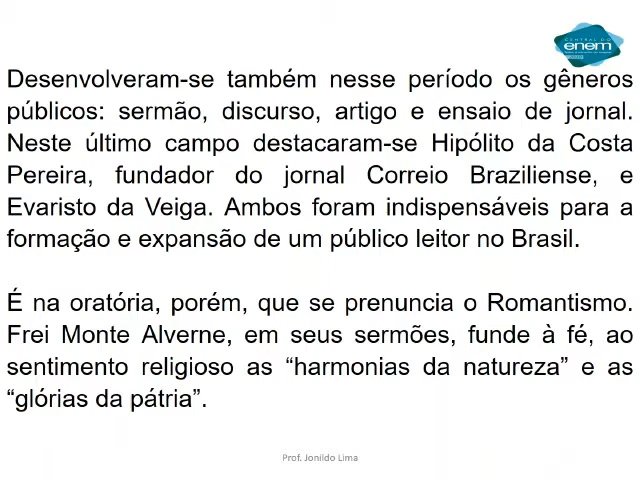 CENTRAL DO
enem
Desenvolveram-se também nesse período os gêneros
públicos: sermão, discurso, artigo e ensaio de jornal.
Neste último campo destacaram-se Hipólito da Costa
Pereira, fundador do jornal Correio Braziliense, e
Evaristo da Veiga. Ambos foram indispensáveis para a
formação e expansão de um público leitor no Brasil.
É na oratória, porém, que se prenuncia o Romantismo.
Frei Monte Alverne, em seus sermões, funde à fé, ao
sentimento religioso as “harmonias da natureza” e as
“glórias da pátria”.
Prof. Jonildo Lima